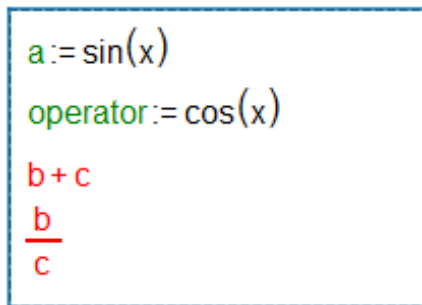 a:=sin(x)
operator:=cos(x)
b+c
b
c